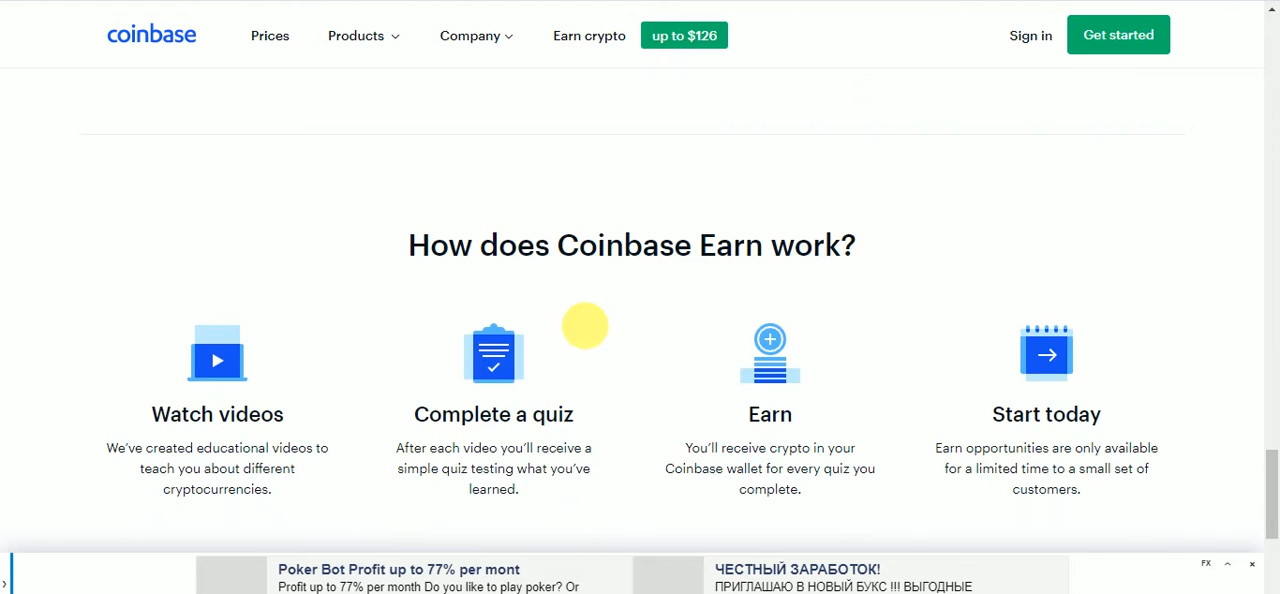 coinbase Prices Products Company Earn crypto up to $126 Sign in Get started
How does Coinbase Earn work?
Watch videos
We've created educational videos to
teach you about different
cryptocurrencies.
Complete a quiz
After each video you'll receive a
simple quiz testing what you've
learned.
Earn
You'll receive crypto in your
Coinbase wallet for every quiz you
complete.
Start today
Earn opportunities are only available
for a limited time to a small set of
customers.
Poker Bot Profit up to 77% per mont
Profit up to 77% per month Do you like to play poker? Or
ЧЕСТНЫЙ ЗАРАБОТОК!
ПРИГЛАШАЮ В НОВЫЙ БУКС !!! ВЫГОДНЫЕ
FX